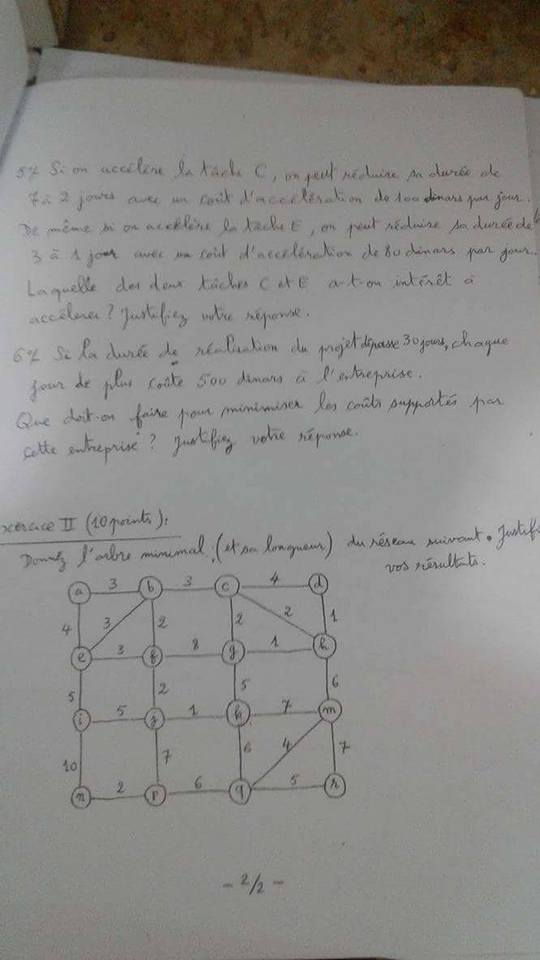 5°/ Si on accélère la tâche C, on peut réduire sa durée de
7 à 2 jours avec un coût d'accélération de 100 dinars par jour.
De même si on accélère la tâche E, on peut réduire sa durée de
3 à 1 jour avec un coût d'accélération de 80 dinars par jour.
Laquelle des deux tâches C et E a-t-on intérêt à
accélerer? Justifiez votre réponse.
6°/ Si la durée de réalisation du projet dépasse 30 jours, chaque
jour de plus coûte 500 dinars à l'entreprise.
Que doit-on faire pour minimiser les coûts supportés par
cette entreprise? Justifiez votre réponse.
xercice II (10 points):
Donnez l'arbre minimal, (et sa longueur) du réseau suivant. Justifi
vos résultats.
a 3 b 3 c 4 d
4 3 2 2 2 1
e 3 f 8 g 1 h
5 2 5 6
i 5 j 1 k 7 m
10 7 6 4 7
n 2 p 6 q 5 r
- 2/2 -